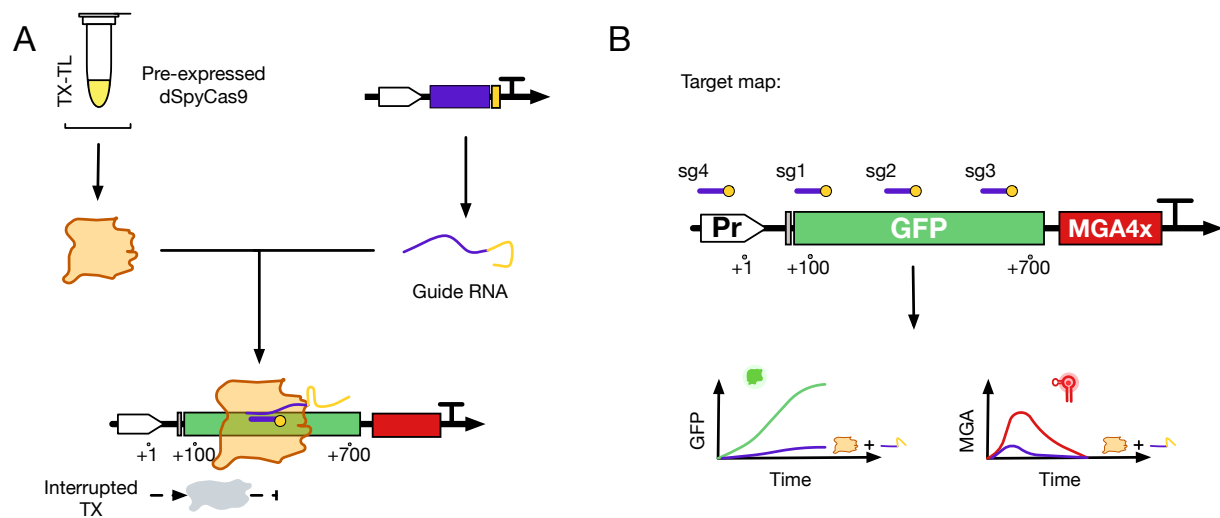 A
TX-TL
Pre-expressed
dSpyCas9
Guide RNA
+1
+100
+700
Interrupted
TX
B
Target map:
sg4
sg1
sg2
sg3
Pr
GFP
MGA4x
+1
+100
+700
GFP
+
Time
MGA
+
Time